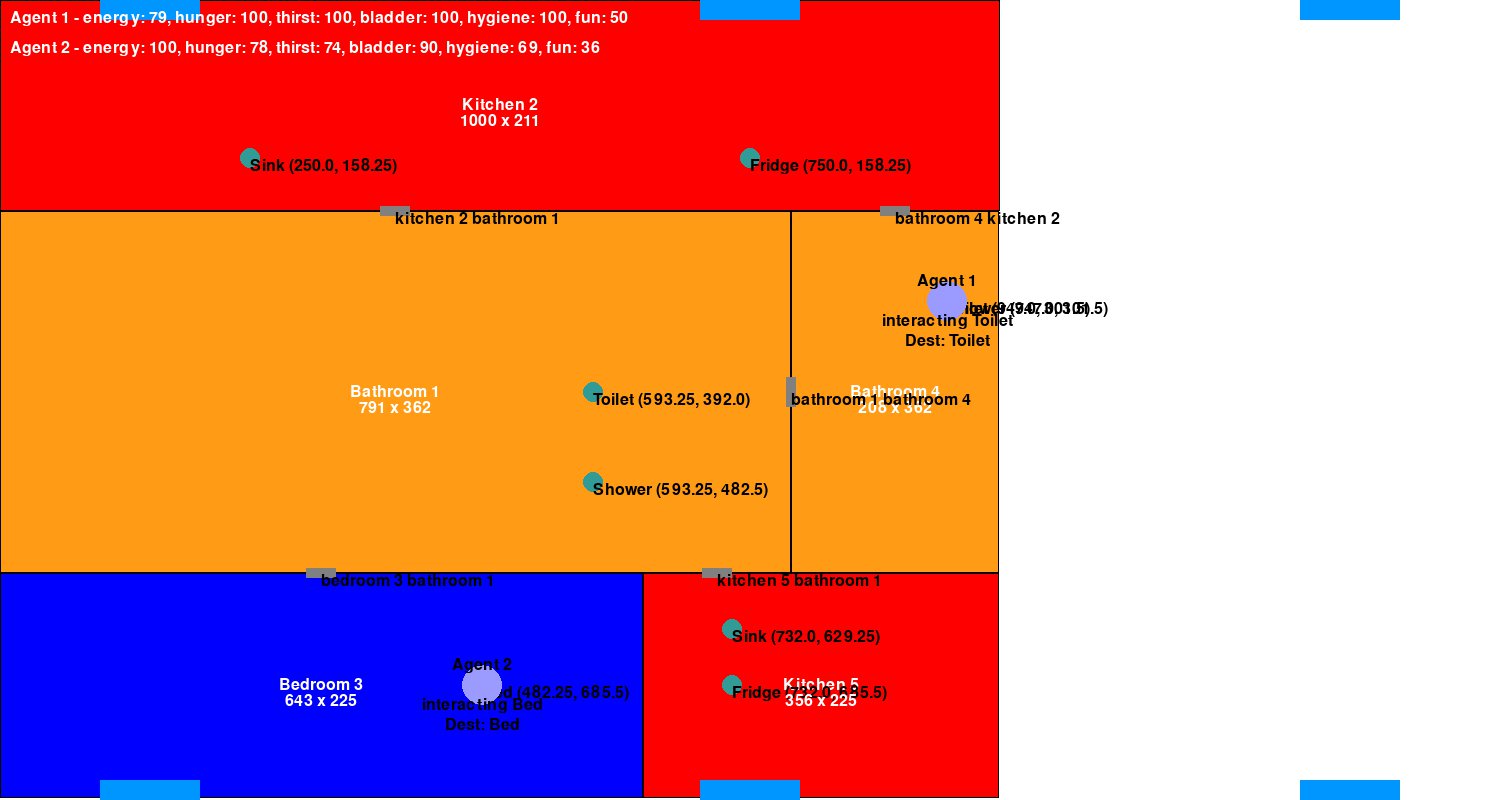 Agent 1 - energy: 79, hunger: 100, thirst: 100, bladder: 100, hygiene: 100, fun: 50
Agent 2 - energy: 100, hunger: 78, thirst: 74, bladder: 90, hygiene: 69, fun: 36
Kitchen 2
1000 x 211
Sink (250.0, 158.25)
Fridge (750.0, 158.25)
kitchen 2 bathroom 1
bathroom 4 kitchen 2
Agent 1
interacting Toilet
Dest: Toilet
Bathroom 1
791 x 362
Toilet (593.25, 392.0)
Bathroom 4
208 x 362
bathroom 1 bathroom 4
Shower (593.25, 482.5)
bedroom 3 bathroom 1
kitchen 5 bathroom 1
Sink (732.0, 629.25)
Agent 2
Bedroom 3
643 x 225
(482.25, 685.5)
interacting Bed
Dest: Bed
Kitchen 5
356 x 225
Fridge (732.0, 685.5)